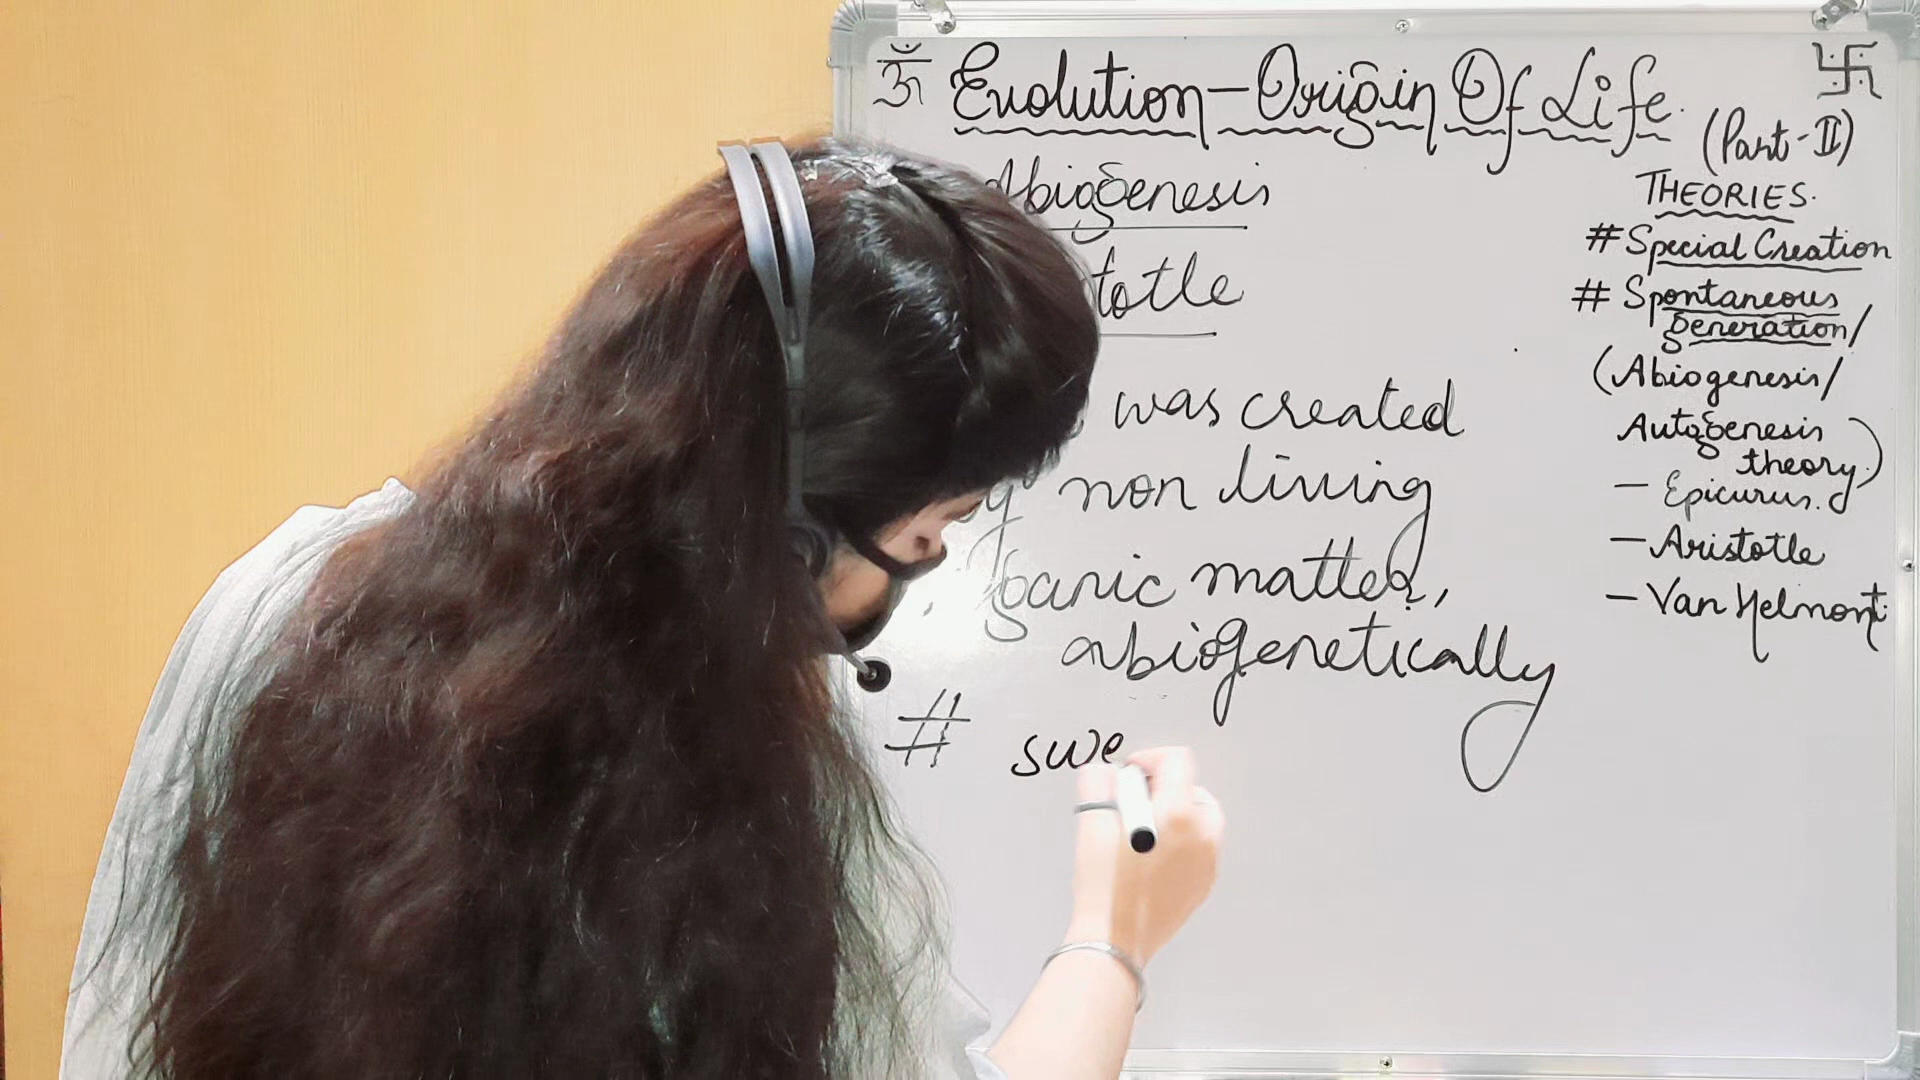 ॐ Evolution - Origin Of Life.
(Part - II)
THEORIES.
# Special Creation
# Spontaneous
generation/
(Abiogenesis/
Autogenesis
theory.)
- Epicurus.
- Aristotle
- Van Helmont.
Abiogenesis
totle
was created
non living
ganic matter,
abiogenetically
# swe